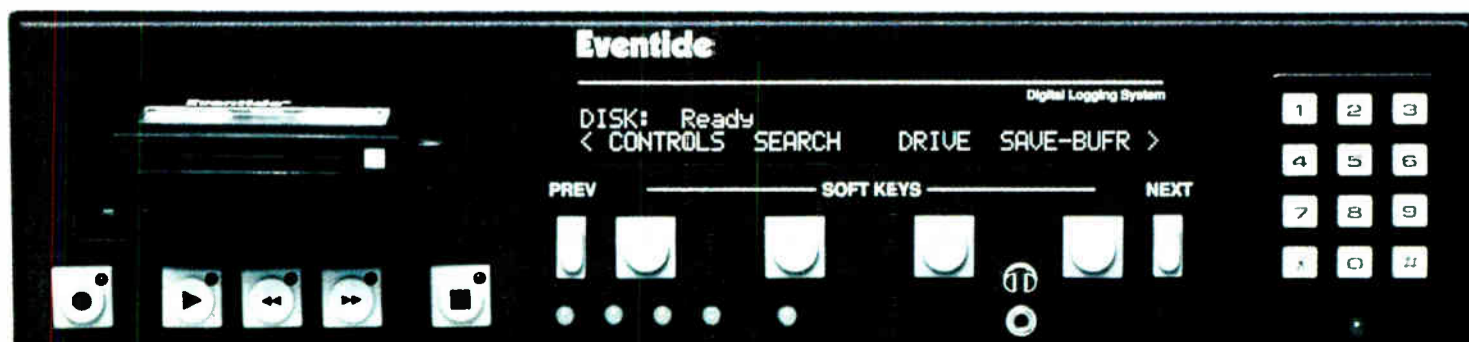 Eventide
Digital Logging System
DISK: Ready
< CONTROLS SEARCH DRIVE SAVE-BUFR >
PREV SOFT KEYS NEXT
1 2 3
4 5 6
7 8 9
* 0 #